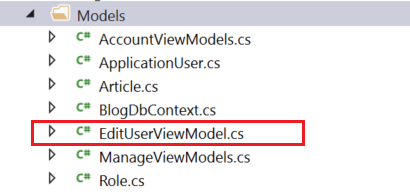 Models
C# AccountViewModels.cs
C# ApplicationUser.cs
C# Article.cs
C# BlogDbContext.cs
C# EditUserViewModel.cs
C# ManageViewModels.cs
C# Role.cs